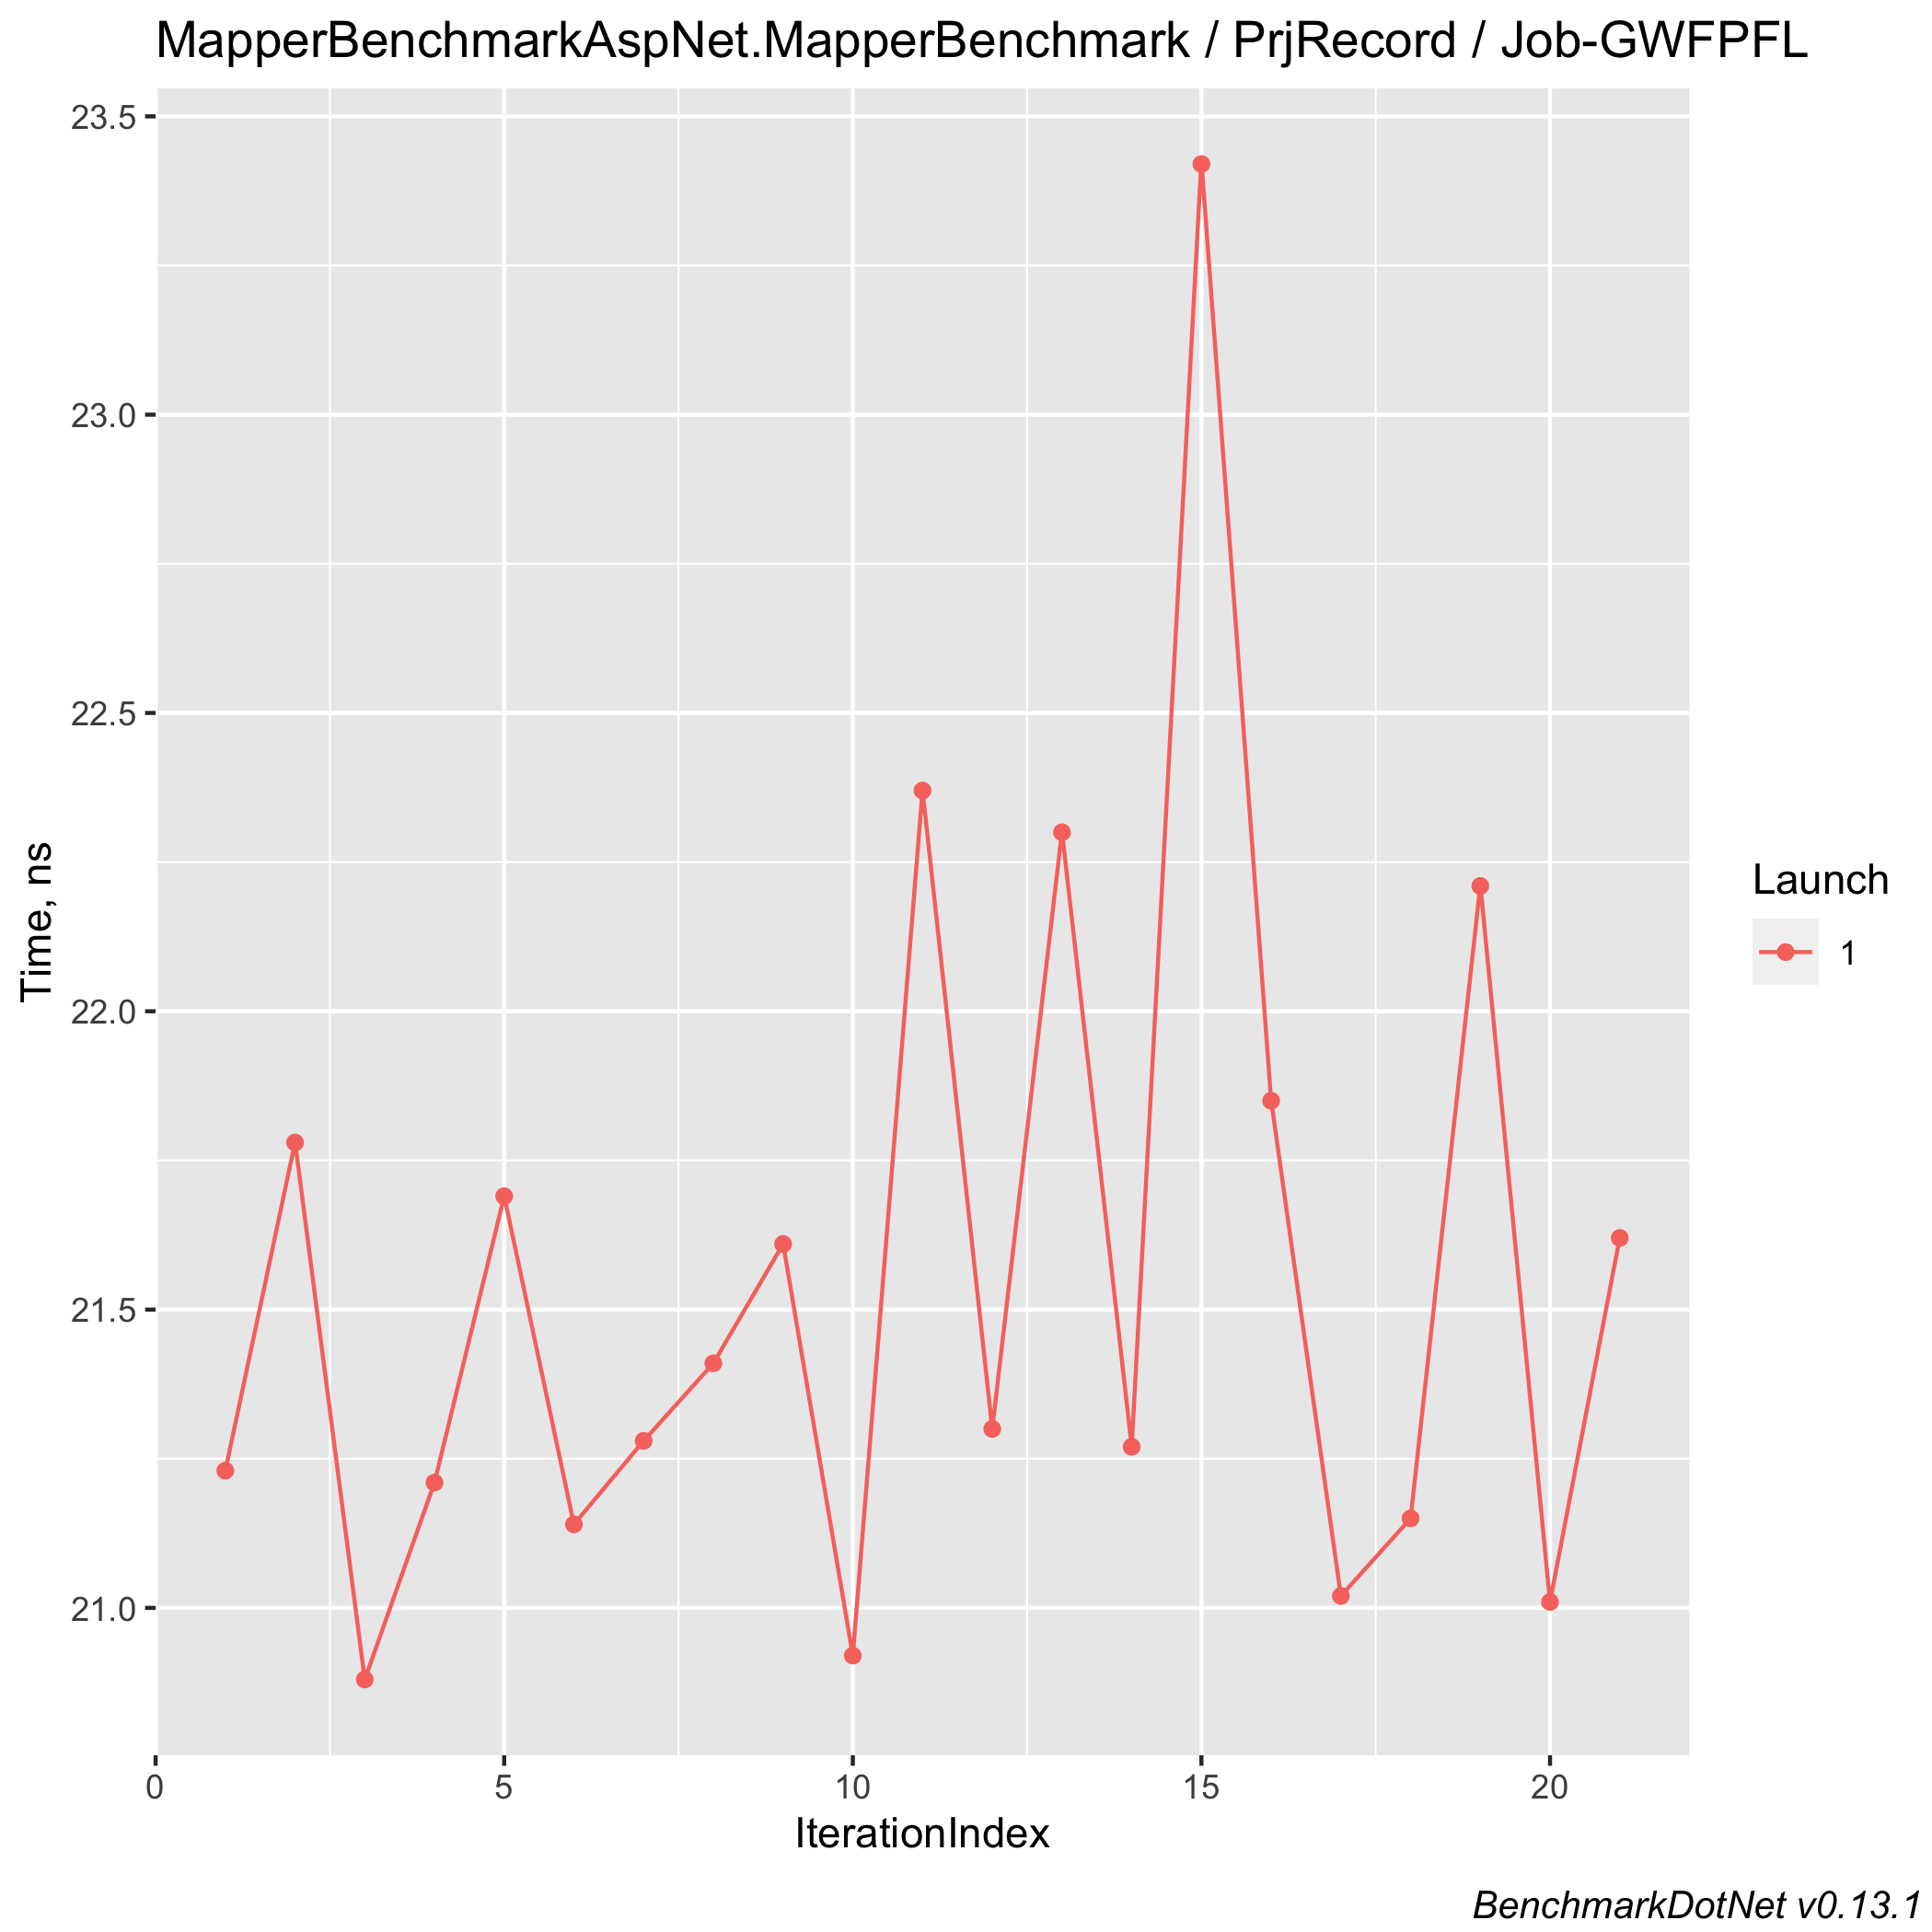 MapperBenchmarkAspNet.MapperBenchmark / PrjRecord / Job-GWFPFL
23.5
23.0
22.5
22.0
21.5
21.0
Time, ns
0 5 10 15 20
IterationIndex
Launch
1
BenchmarkDotNet v0.13.1